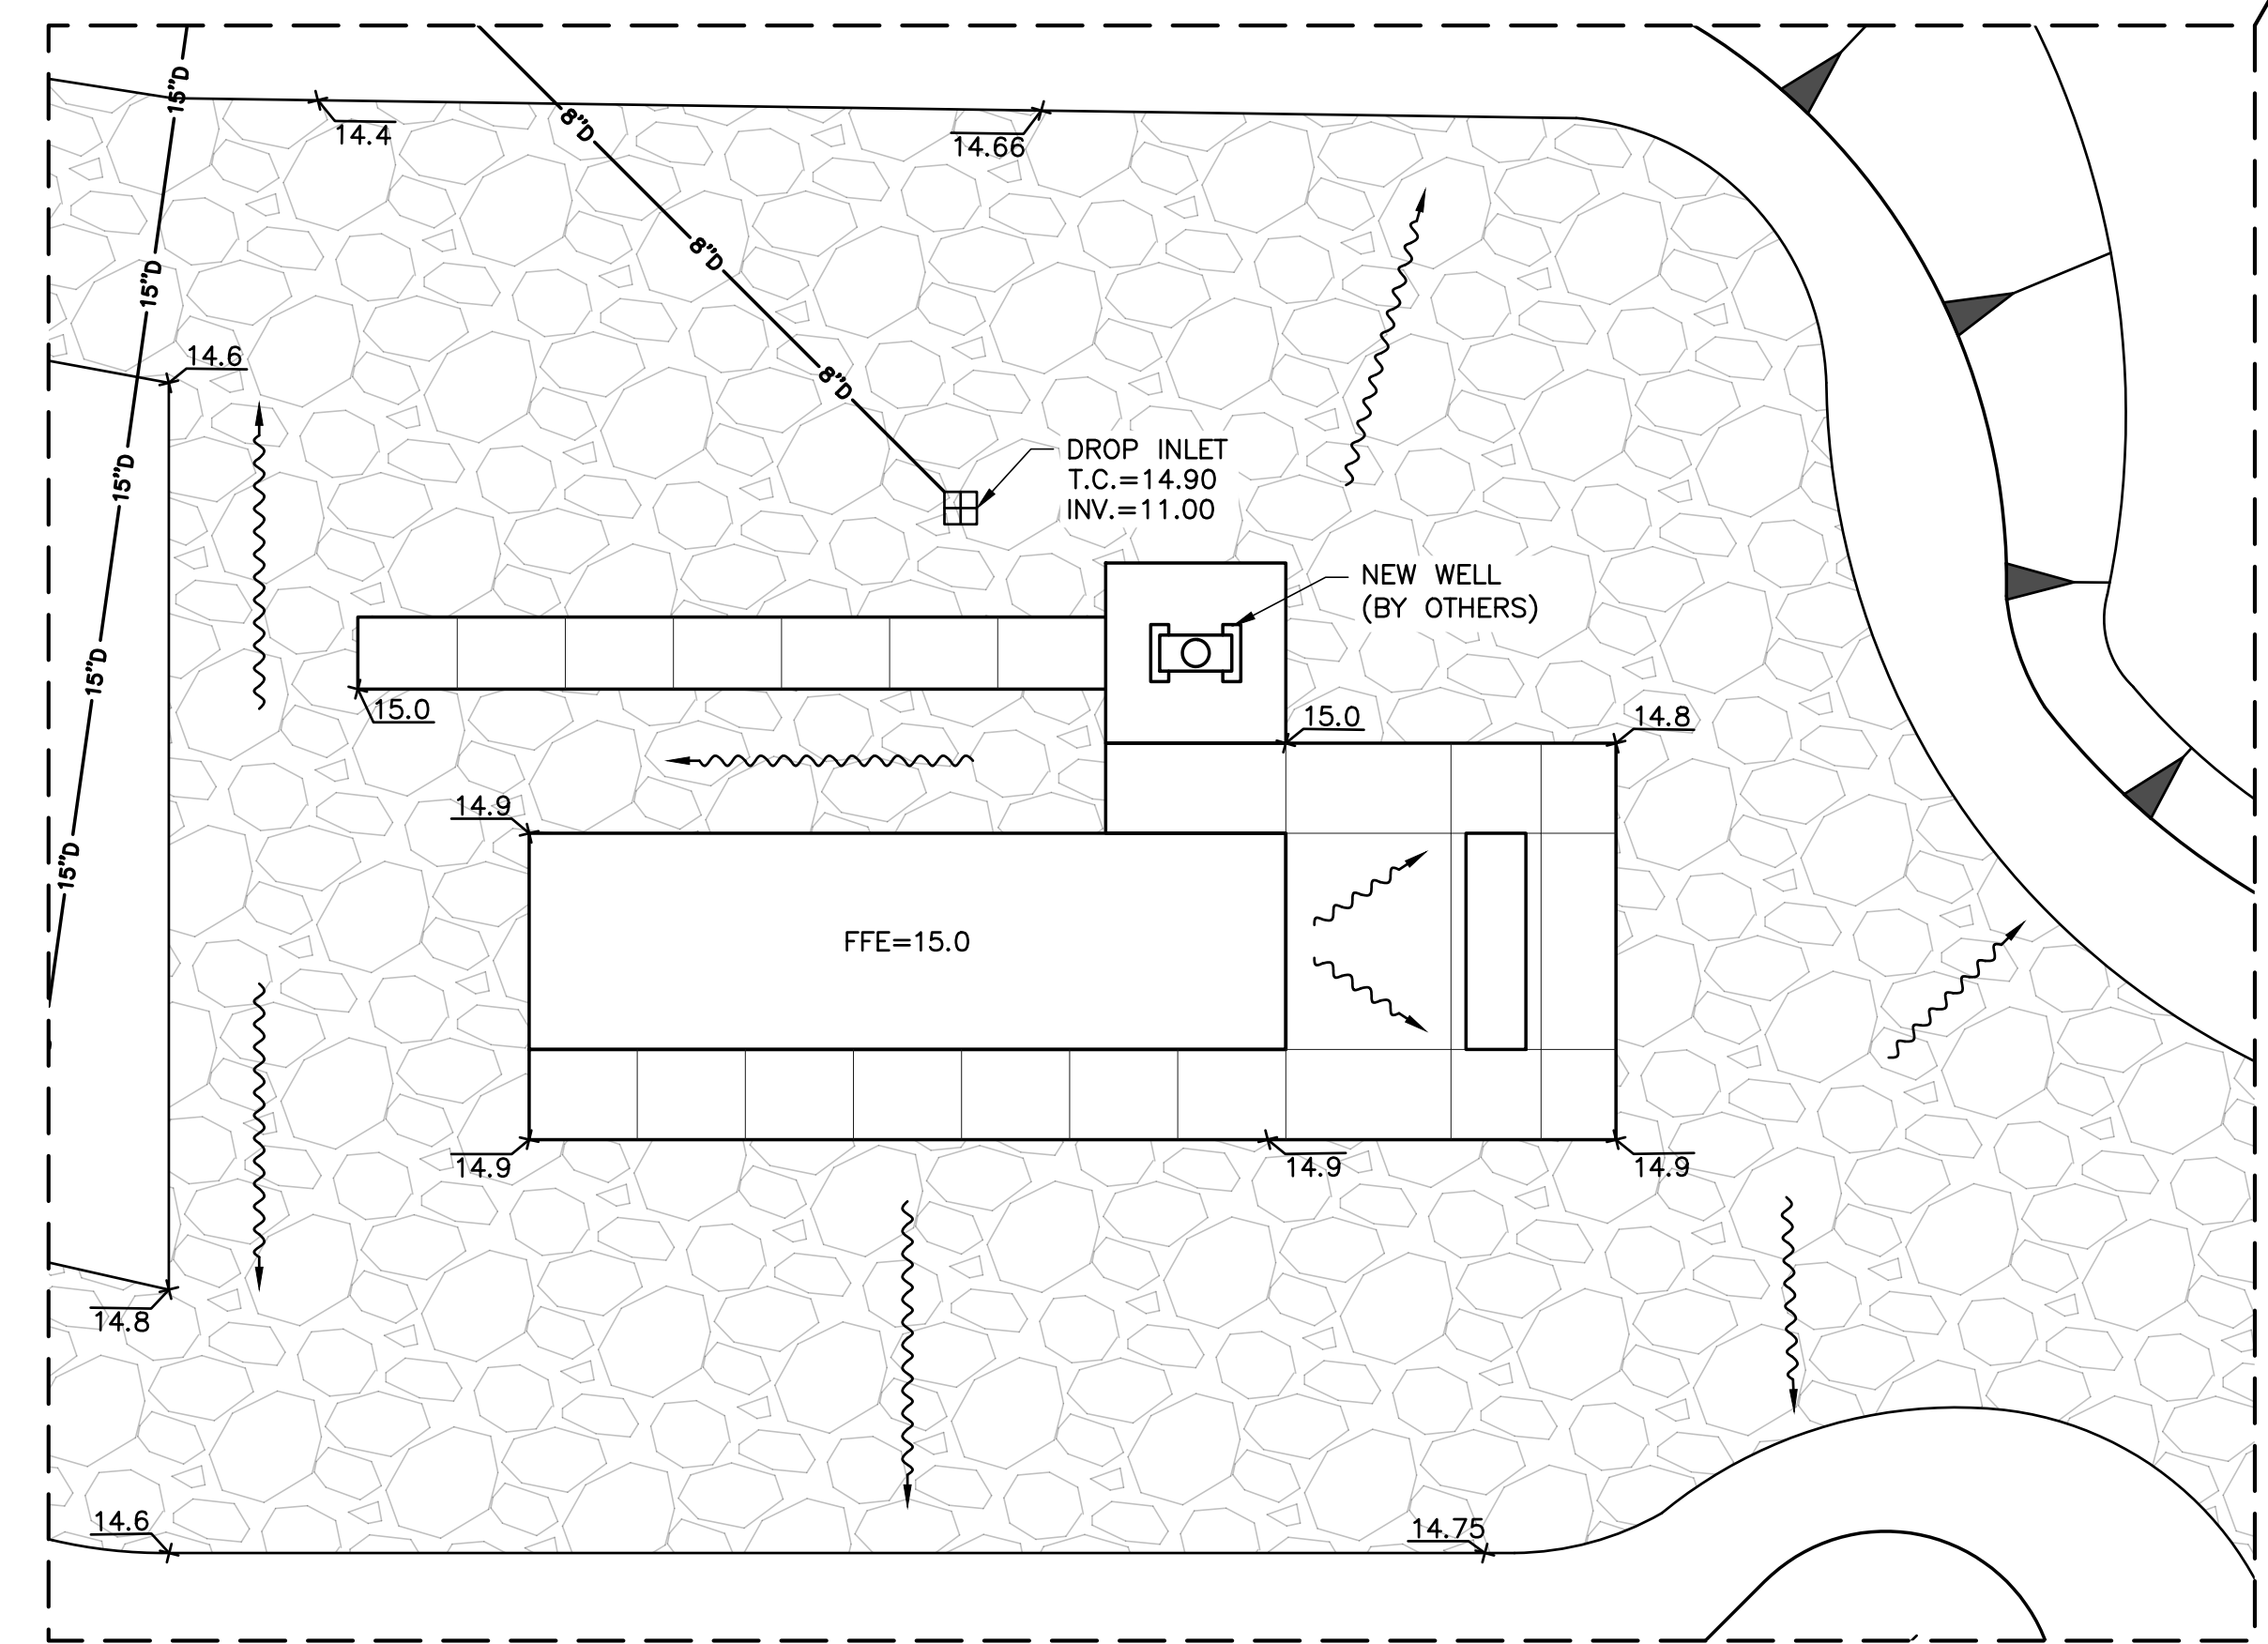 15"D
14.4
8"D
14.66
8"D
15"D
14.6
8"D
DROP INLET
T.C.=14.90
INV.=11.00
15"D
NEW WELL
(BY OTHERS)
15"D
15.0
15.0
14.8
14.9
15"D
FFE=15.0
14.9
14.9
14.9
14.8
14.6
14.75